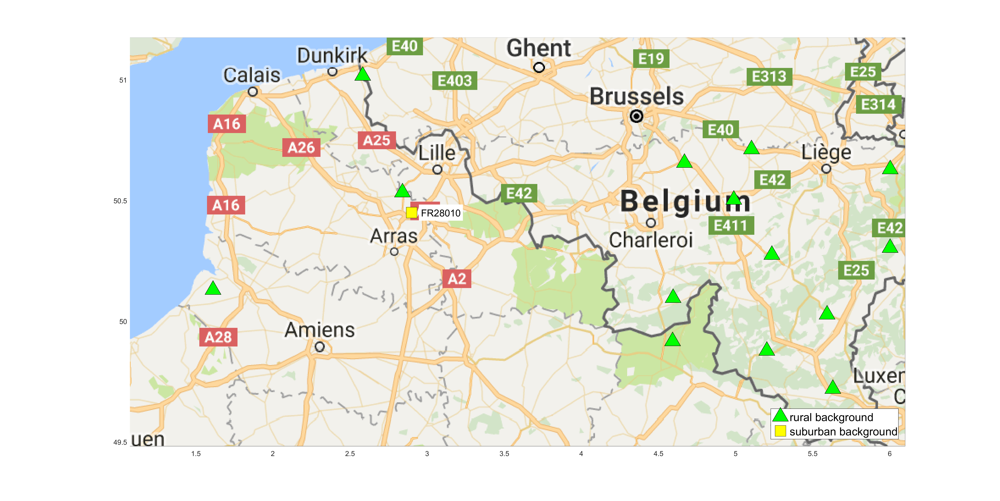 E40
Ghent
Dunkirk
E19
Calais
E25
E313
E403
51
Brussels
E314
A16
E40
A25
A26
Lille
Liège
E42
E42
50.5
A16
Belgium
FR28010
E411
E42
Arras
Charleroi
E25
A2
50
Amiens
A28
Luxem
rural background
suburban background
49.5
uen
1.5 2 2.5 3 3.5 4 4.5 5 5.5 6